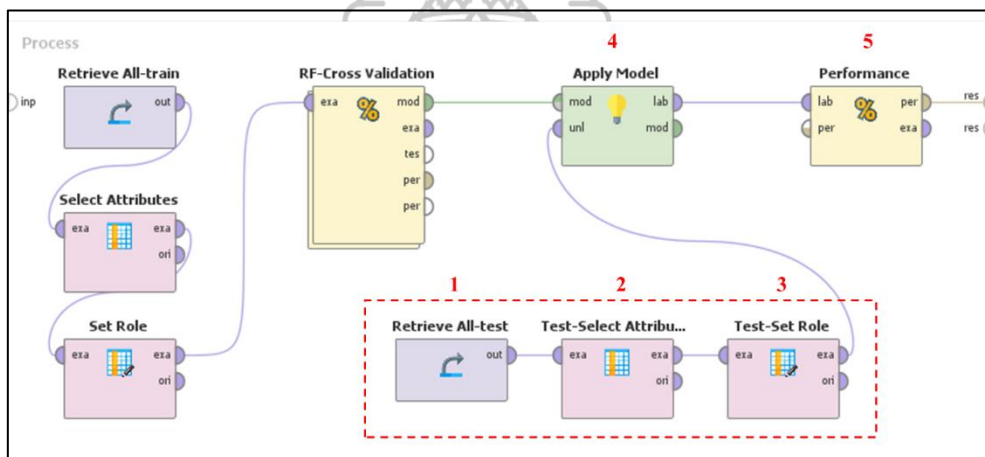 Process
4
5
Retrieve All-train
RF-Cross Validation
Apply Model
Performance
inp
out
exa
mod
exa
tes
per
per
mod
unl
lab
mod
lab
per
per
exa
res
res
Select Attributes
exa
exa
ori
1
2
3
Set Role
exa
exa
ori
Retrieve All-test
out
Test-Select Attribu...
exa
exa
ori
Test-Set Role
exa
exa
ori